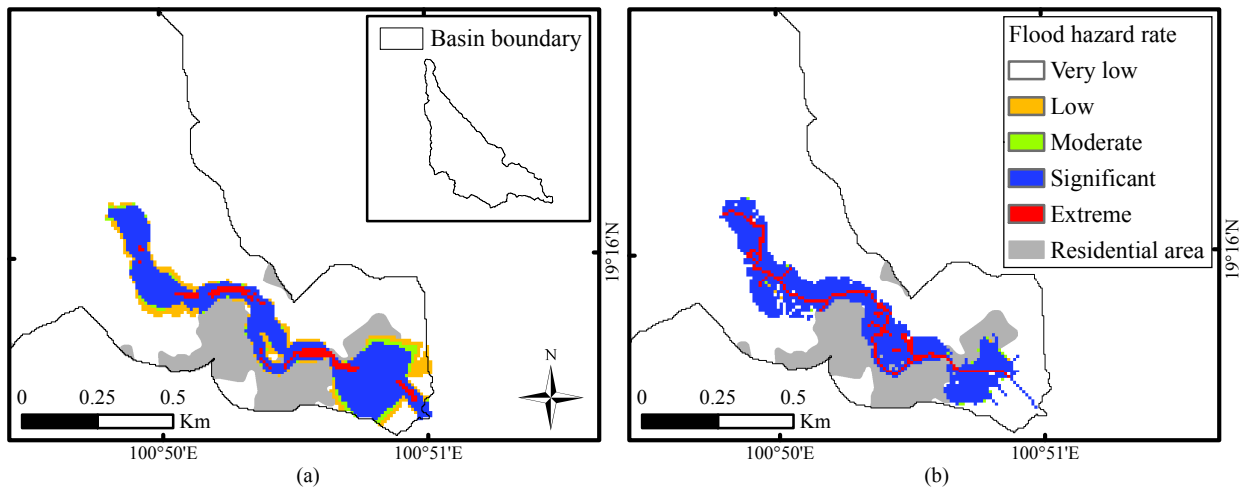 (a)
Basin boundary
N
0 0.25 0.5
Km
100°50'E 100°51'E
19°16'N
(b)
Flood hazard rate
Very low
Low
Moderate
Significant
Extreme
Residential area
0 0.25 0.5
Km
100°50'E 100°51'E
19°16'N
(a) (b)